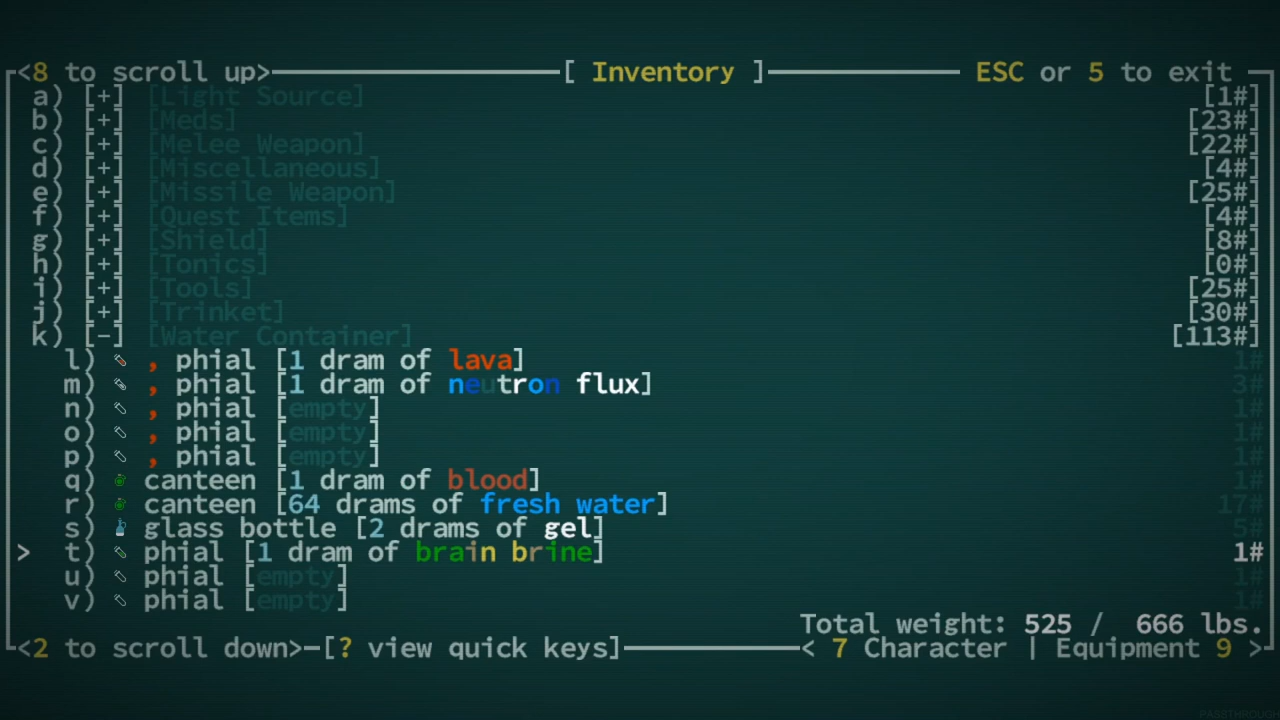 <8 to scroll up> [ Inventory ] ESC or 5 to exit
a) [+] [Light Source] [1#]
b) [+] [Meds] [23#]
c) [+] [Melee Weapon] [22#]
d) [+] [Miscellaneous] [4#]
e) [+] [Missile Weapon] [25#]
f) [+] [Quest Items] [4#]
g) [+] [Shield] [8#]
h) [+] [Tonics] [0#]
i) [+] [Tools] [25#]
j) [+] [Trinket] [30#]
k) [-] [Water Container] [113#]
l) , phial [1 dram of lava] 1#
m) , phial [1 dram of neutron flux] 3#
n) , phial [empty] 1#
o) , phial [empty] 1#
p) , phial [empty] 1#
q) canteen [1 dram of blood] 1#
r) canteen [64 drams of fresh water] 17#
s) glass bottle [2 drams of gel] 5#
> t) phial [1 dram of brain brine] 1#
u) phial [empty] 1#
v) phial [empty] 1#
Total weight: 525 / 666 lbs.
<2 to scroll down> [? view quick keys] < 7 Character | Equipment 9 >